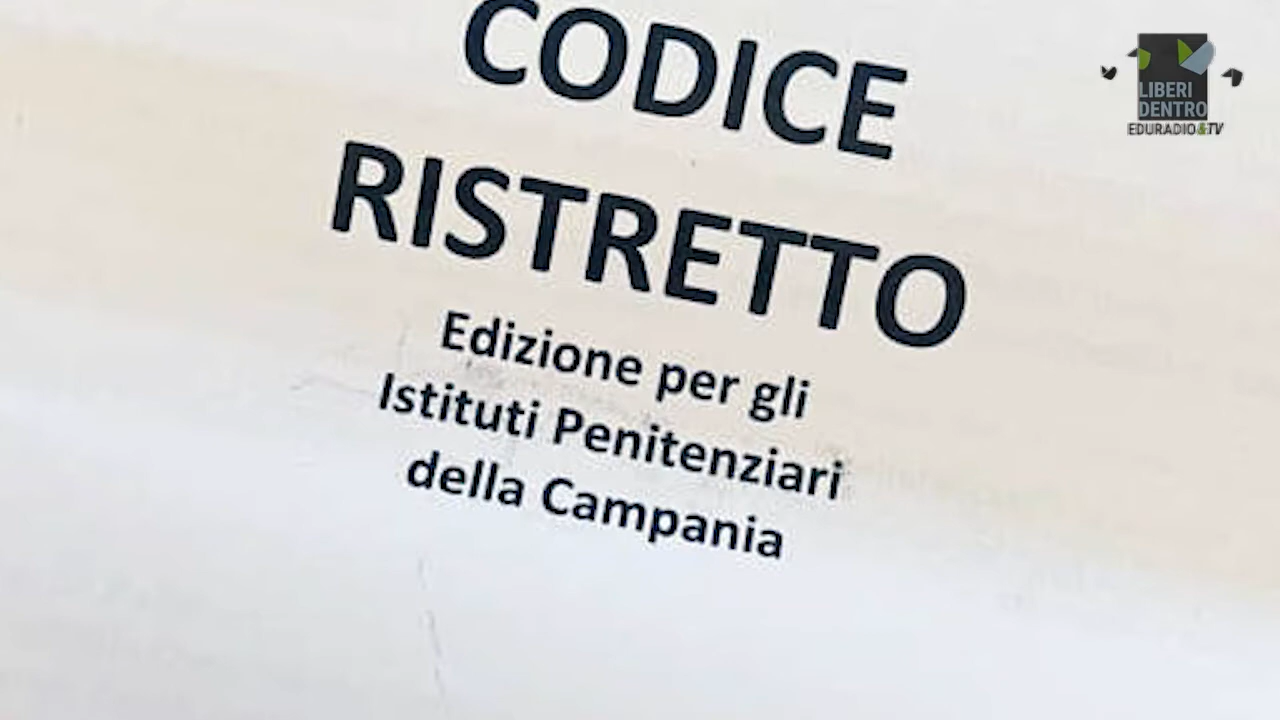 CODICE
RISTRETTO
Edizione per gli
Istituti Penitenziari
della Campania
LIBERI
DENTRO
EDURADIO&TV